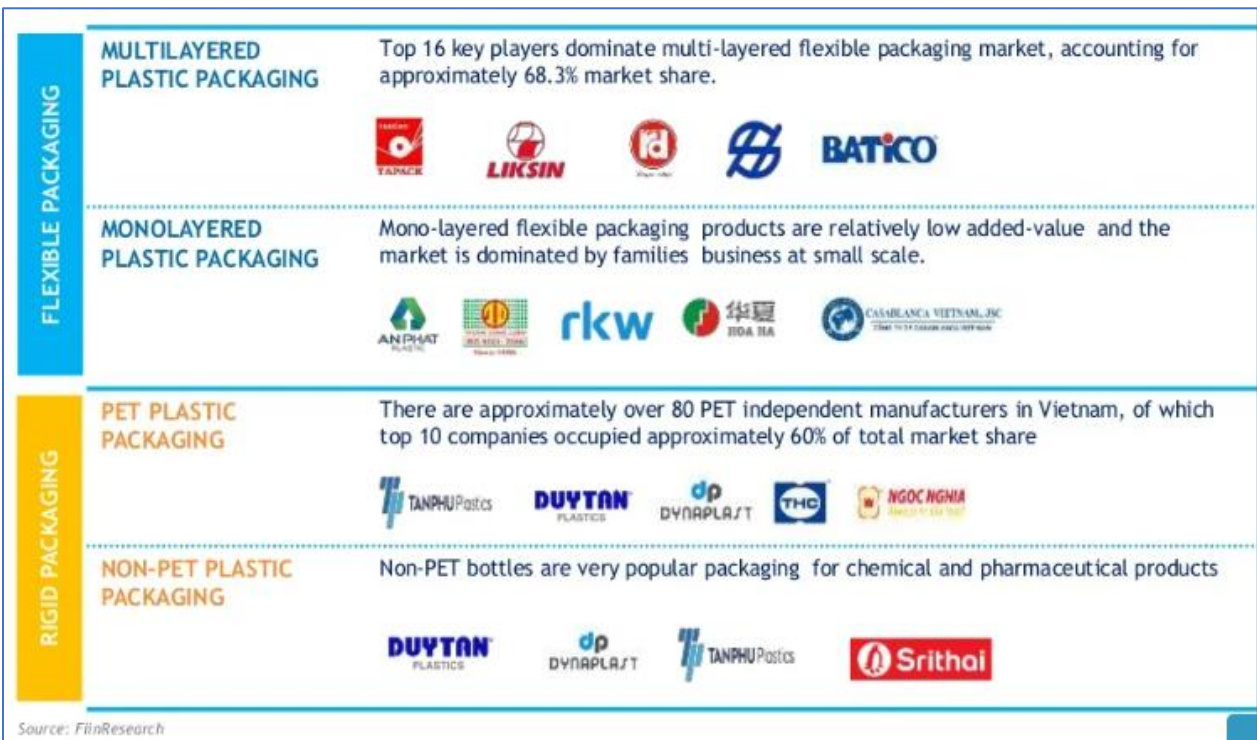 FLEXIBLE PACKAGING
MULTILAYERED
PLASTIC PACKAGING
Top 16 key players dominate multi-layered flexible packaging market, accounting for
approximately 68.3% market share.
TAPACK
LIKSIN
rd
BATiCO
MONOLAYERED
PLASTIC PACKAGING
Mono-layered flexible packaging products are relatively low added-value and the
market is dominated by families business at small scale.
AN PHAT
PLASTIC
rkw
华夏
HOA HA
CASABLANCA VIETNAM, JSC
RIGID PACKAGING
PET PLASTIC
PACKAGING
There are approximately over 80 PET independent manufacturers in Vietnam, of which
top 10 companies occupied approximately 60% of total market share
TANPHU Pastics
DUYTAN
PLASTICS
dp
DYNAPLAST
THC
NGOC NGHIA
NON-PET PLASTIC
PACKAGING
Non-PET bottles are very popular packaging for chemical and pharmaceutical products
DUYTAN
PLASTICS
dp
DYNAPLAST
TANPHU Pastics
Srithai
Source: FiinResearch